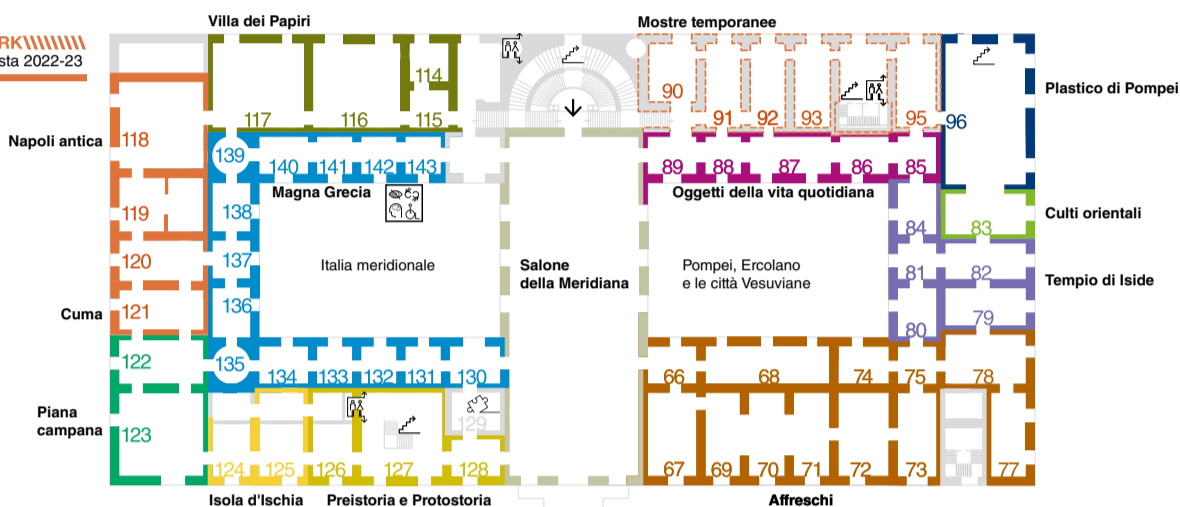 Villa dei Papiri
Mostre temporanee
RK\\\\\\\\\
sta 2022-23
114
90
Plastico di Pompei
117
116
115
91
92
93
95
96
118
Napoli antica
139
140
141
142
143
89
88
87
86
85
Magna Grecia
Oggetti della vita quotidiana
119
138
84
83
Culti orientali
120
137
Italia meridionale
Salone
della Meridiana
Pompei, Ercolano
e le città Vesuviane
81
82
Tempio di Iside
121
136
Cuma
80
79
122
135
134
133
132
131
130
66
68
74
75
78
Piana
campana
123
129
124
125
126
127
128
67
69
70
71
72
73
77
Isola d'Ischia
Preistoria e Protostoria
Affreschi